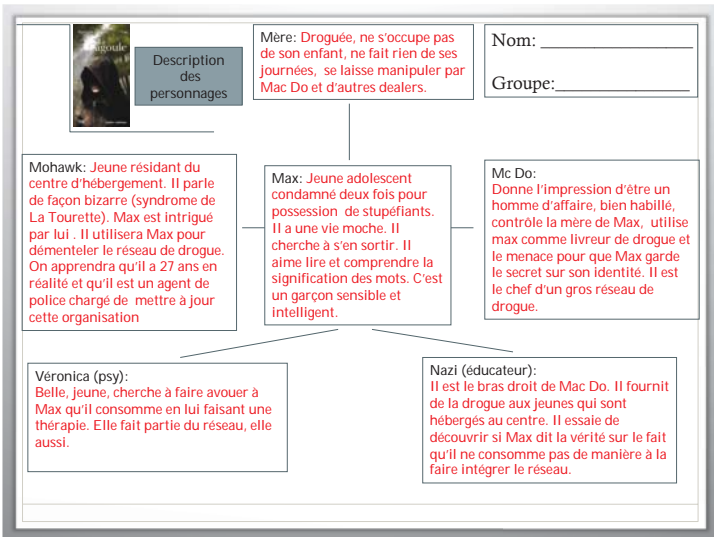 igoule
Description
des
personnages
Mère: Droguée, ne s'occupe pas
de son enfant, ne fait rien de ses
journées, se laisse manipuler par
Mac Do et d'autres dealers.
Nom: _________________
Groupe:_______________
Mohawk: Jeune résidant du
centre d'hébergement. Il parle
de façon bizarre (syndrome de
La Tourette). Max est intrigué
par lui . Il utilisera Max pour
démenteler le réseau de drogue.
On apprendra qu'il a 27 ans en
réalité et qu'il est un agent de
police chargé de mettre à jour
cette organisation
Max: Jeune adolescent
condamné deux fois pour
possession de stupéfiants.
Il a une vie moche. Il
cherche à s'en sortir. Il
aime lire et comprendre la
signification des mots. C'est
un garçon sensible et
intelligent.
Mc Do:
Donne l'impression d'être un
homme d'affaire, bien habillé,
contrôle la mère de Max, utilise
max comme livreur de drogue et
le menace pour que Max garde
le secret sur son identité. Il est
le chef d'un gros réseau de
drogue.
Véronica (psy):
Belle, jeune, cherche à faire avouer à
Max qu'il consomme en lui faisant une
thérapie. Elle fait partie du réseau, elle
aussi.
Nazi (éducateur):
Il est le bras droit de Mac Do. Il fournit
de la drogue aux jeunes qui sont
hébergés au centre. Il essaie de
découvrir si Max dit la vérité sur le fait
qu'il ne consomme pas de manière à la
faire intégrer le réseau.